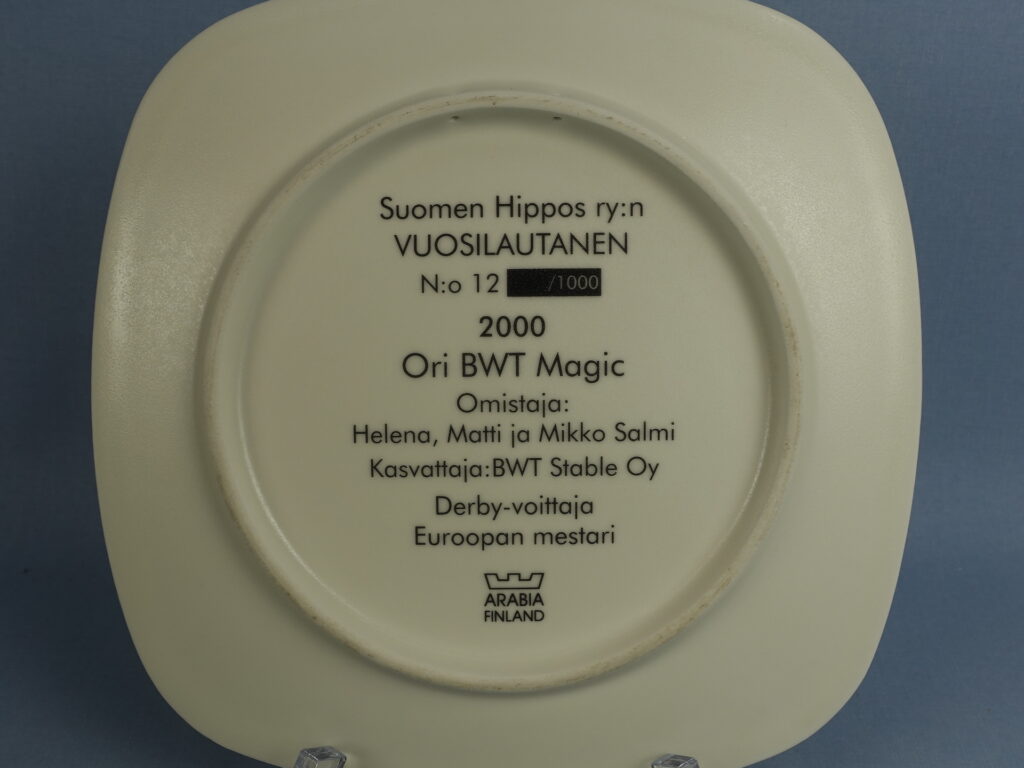 Suomen Hippos ry:n
VUOSILAUTANEN
N:o 12 /1000
2000
Ori BWT Magic
Omistaja:
Helena, Matti ja Mikko Salmi
Kasvattaja:BWT Stable Oy
Derby-voittaja
Euroopan mestari
ARABIA
FINLAND